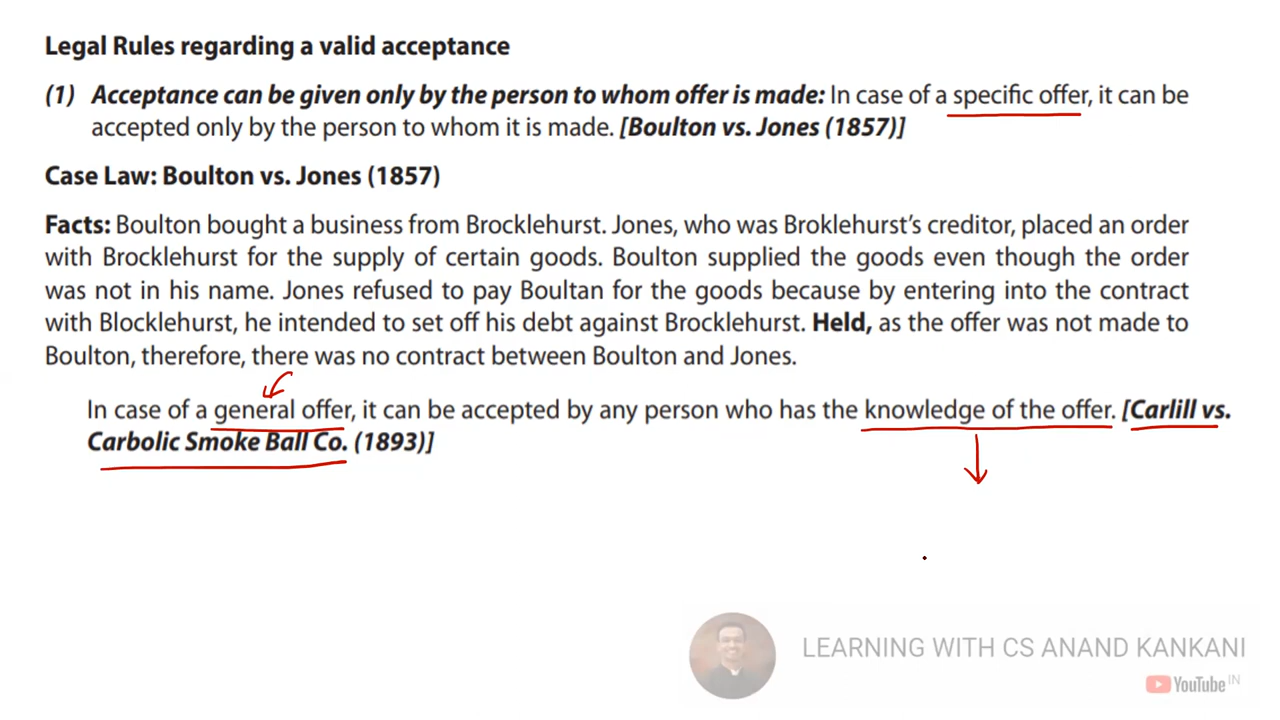 Legal Rules regarding a valid acceptance
(1) Acceptance can be given only by the person to whom offer is made: In case of a specific offer, it can be
accepted only by the person to whom it is made. [Boulton vs. Jones (1857)]
Case Law: Boulton vs. Jones (1857)
Facts: Boulton bought a business from Brocklehurst. Jones, who was Broklehurst's creditor, placed an order
with Brocklehurst for the supply of certain goods. Boulton supplied the goods even though the order
was not in his name. Jones refused to pay Boultan for the goods because by entering into the contract
with Blocklehurst, he intended to set off his debt against Brocklehurst. Held, as the offer was not made to
Boulton, therefore, there was no contract between Boulton and Jones.
In case of a general offer, it can be accepted by any person who has the knowledge of the offer. [Carlill vs.
Carbolic Smoke Ball Co. (1893)]
LEARNING WITH CS ANAND KANKANI
YouTube IN